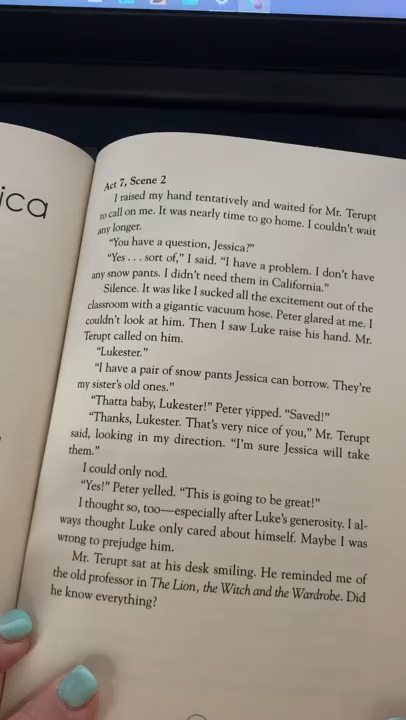 ica
Act 7, Scene 2
I raised my hand tentatively and waited for Mr. Terupt
to call on me. It was nearly time to go home. I couldn't wait
any longer.
"You have a question, Jessica?"
"Yes . . . sort of," I said. "I have a problem. I don't have
any snow pants. I didn't need them in California."
Silence. It was like I sucked all the excitement out of the
classroom with a gigantic vacuum hose. Peter glared at me. I
couldn't look at him. Then I saw Luke raise his hand. Mr.
Terupt called on him.
"Lukester."
"I have a pair of snow pants Jessica can borrow. They're
my sister's old ones."
"Thatta baby, Lukester!" Peter yipped. "Saved!"
"Thanks, Lukester. That's very nice of you," Mr. Terupt
said, looking in my direction. "I'm sure Jessica will take
them."
I could only nod.
"Yes!" Peter yelled. "This is going to be great!"
I thought so, too—especially after Luke's generosity. I al-
ways thought Luke only cared about himself. Maybe I was
wrong to prejudge him.
Mr. Terupt sat at his desk smiling. He reminded me of
the old professor in The Lion, the Witch and the Wardrobe. Did
he know everything?